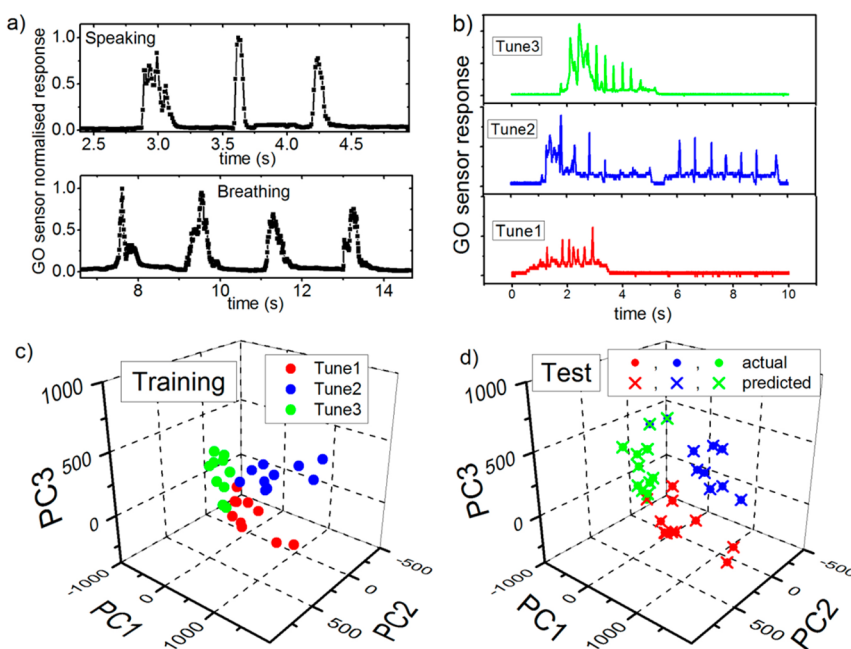 a)
GO sensor normalised response
Speaking
1.0
0.5
0.0
2.5 3.0 3.5 4.0 4.5
time (s)
Breathing
1.0
0.5
0.0
8 10 12 14
time (s)
b)
GO sensor response
Tune3
Tune2
Tune1
0 2 4 6 8 10
time (s)
c)
Training
Tune1
Tune2
Tune3
1000
500
0
-1000
PC3
0
1000
PC1
500
0
-500
PC2
d)
Test
actual
predicted
1000
500
0
-1000
PC3
0
1000
PC1
500
0
-500
PC2